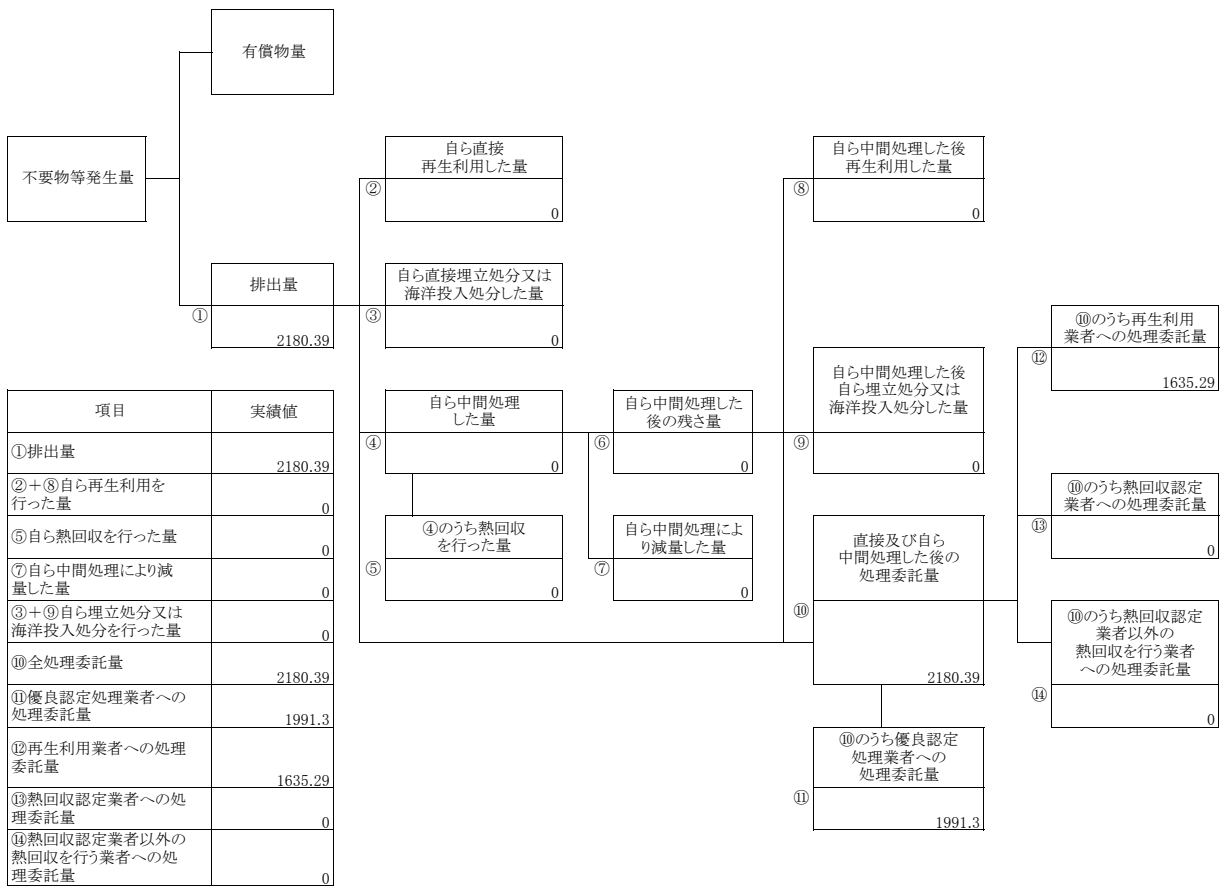 有償物量
不要物等発生量
排出量
①
2180.39
自ら直接
再生利用した量
②
0
自ら直接埋立処分又は
海洋投入処分した量
③
0
自ら中間処理
した量
④
0
④のうち熱回収
を行った量
⑤
0
自ら中間処理した
後の残さ量
⑥
0
自ら中間処理によ
り減量した量
⑦
0
自ら中間処理した後
再生利用した量
⑧
0
自ら中間処理した後
自ら埋立処分又は
海洋投入処分した量
⑨
0
直接及び自ら
中間処理した後の
処理委託量
⑩
2180.39
⑩のうち優良認定
処理業者への
処理委託量
⑪
1991.3
⑩のうち再生利用
業者への処理委託量
⑫
1635.29
⑩のうち熱回収認定
業者への処理委託量
⑬
0
⑩のうち熱回収認定
業者以外の
熱回収を行う業者
への処理委託量
⑭
0
項目 実績値
①排出量
2180.39
②＋⑧自ら再生利用を
行った量
0
⑤自ら熱回収を行った量
0
⑦自ら中間処理により減
量した量
0
③＋⑨自ら埋立処分又は
海洋投入処分を行った量
0
⑩全処理委託量
2180.39
⑪優良認定処理業者への
処理委託量
1991.3
⑫再生利用業者への処理
委託量
1635.29
⑬熱回収認定業者への処
理委託量
0
⑭熱回収認定業者以外の
熱回収を行う業者への処
理委託量
0